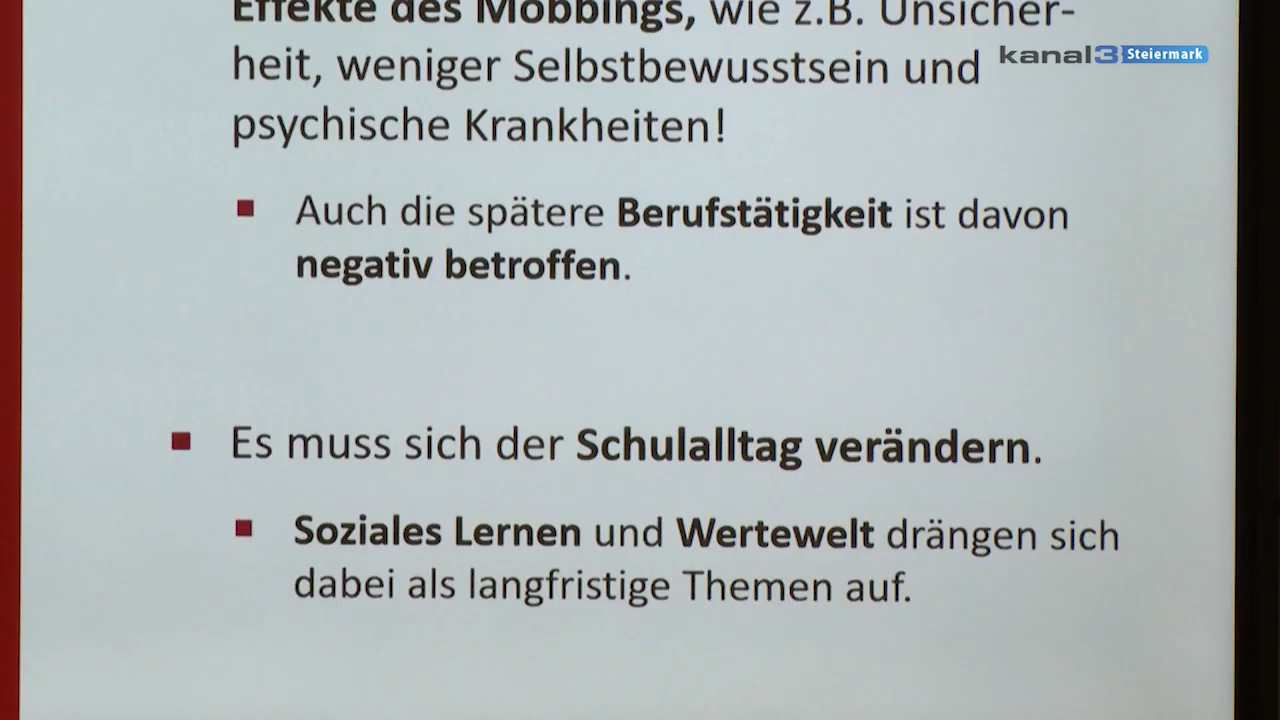 Effekte des Mobbings, wie z.B. Unsicher-
heit, weniger Selbstbewusstsein und
kanal3 Steiermark
psychische Krankheiten!
Auch die spätere Berufstätigkeit ist davon
negativ betroffen.
Es muss sich der Schulalltag verändern.
Soziales Lernen und Wertewelt drängen sich
dabei als langfristige Themen auf.